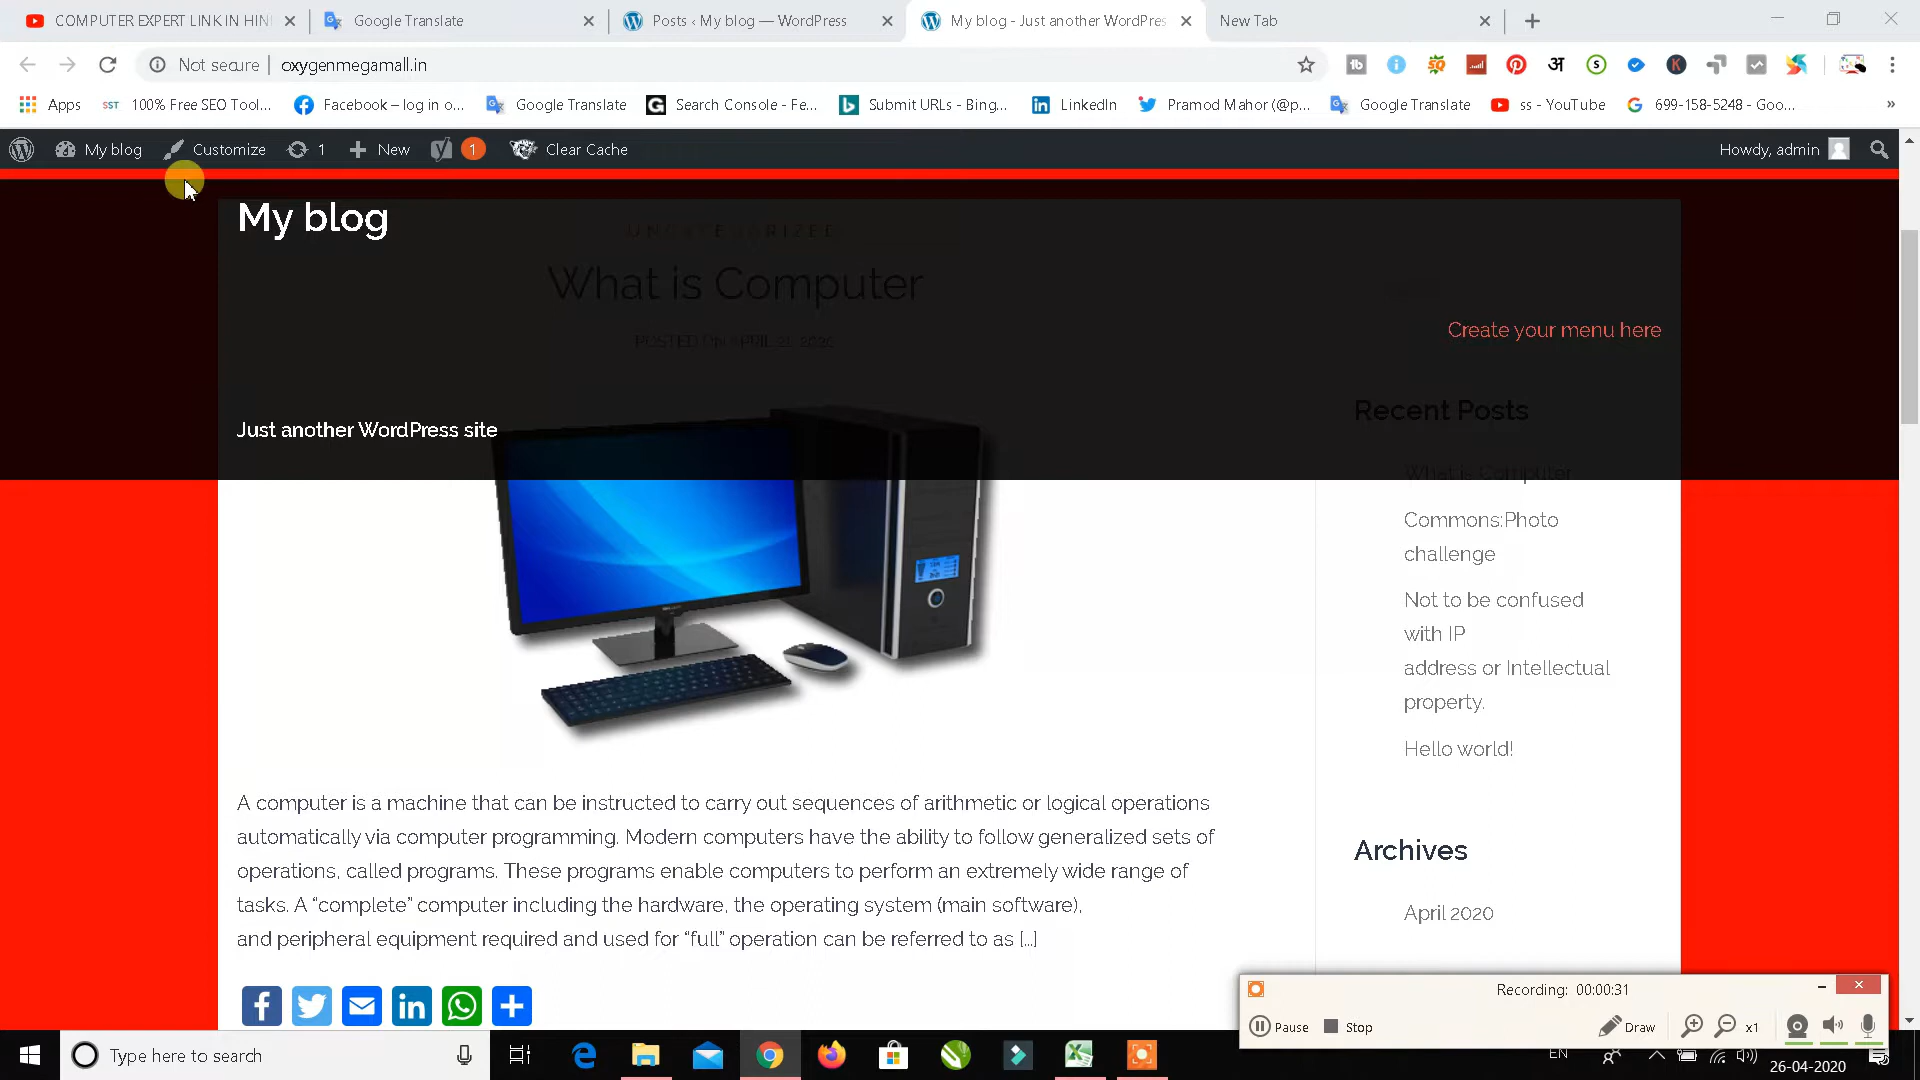 COMPUTER EXPERT LINK IN HIN
Google Translate
Posts ‹ My blog — WordPress
My blog - Just another WordPres
New Tab
Not secure
oxygenmegamall.in
Apps
100% Free SEO Tool...
Facebook – log in o...
Google Translate
Search Console - Fe...
Submit URLs - Bing...
LinkedIn
Pramod Mahor (@p...
Google Translate
ss - YouTube
699-158-5248 - Goo...
»
My blog
Customize
1
New
1
Clear Cache
Howdy, admin
My blog
UNCATEGORIZED
What is Computer
POSTED ON APRIL 21, 2020
Create your menu here
Just another WordPress site
Recent Posts
What is Computer
Commons:Photo
challenge
Not to be confused
with IP
address or Intellectual
property.
Hello world!
Archives
April 2020
A computer is a machine that can be instructed to carry out sequences of arithmetic or logical operations
automatically via computer programming. Modern computers have the ability to follow generalized sets of
operations, called programs. These programs enable computers to perform an extremely wide range of
tasks. A “complete” computer including the hardware, the operating system (main software),
and peripheral equipment required and used for “full” operation can be referred to as [...]
Recording: 00:00:31
Pause
Stop
Draw
x1
Type here to search
EN
26-04-2020